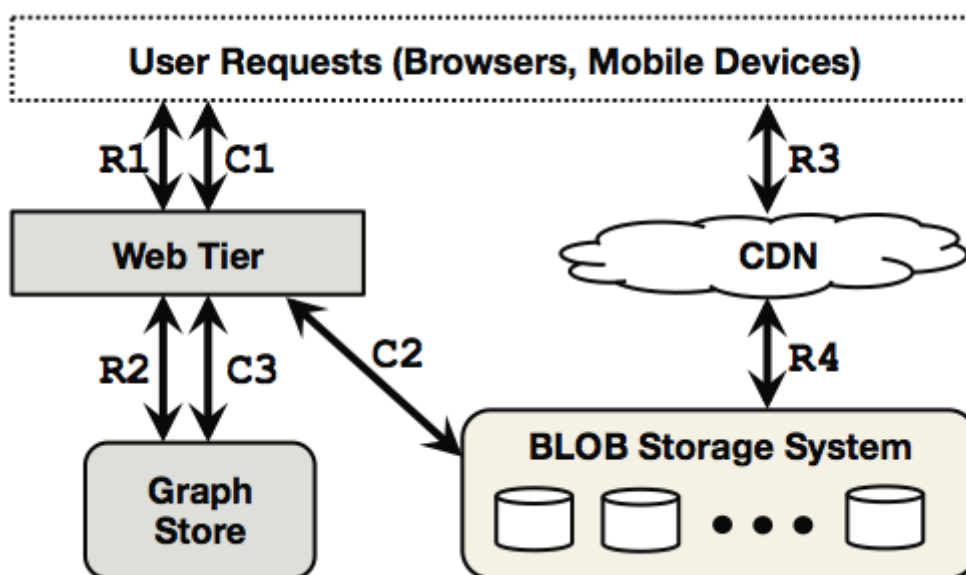 User Requests (Browsers, Mobile Devices)
R1
C1
R3
Web Tier
CDN
R2
C3
C2
R4
Graph
Store
BLOB Storage System